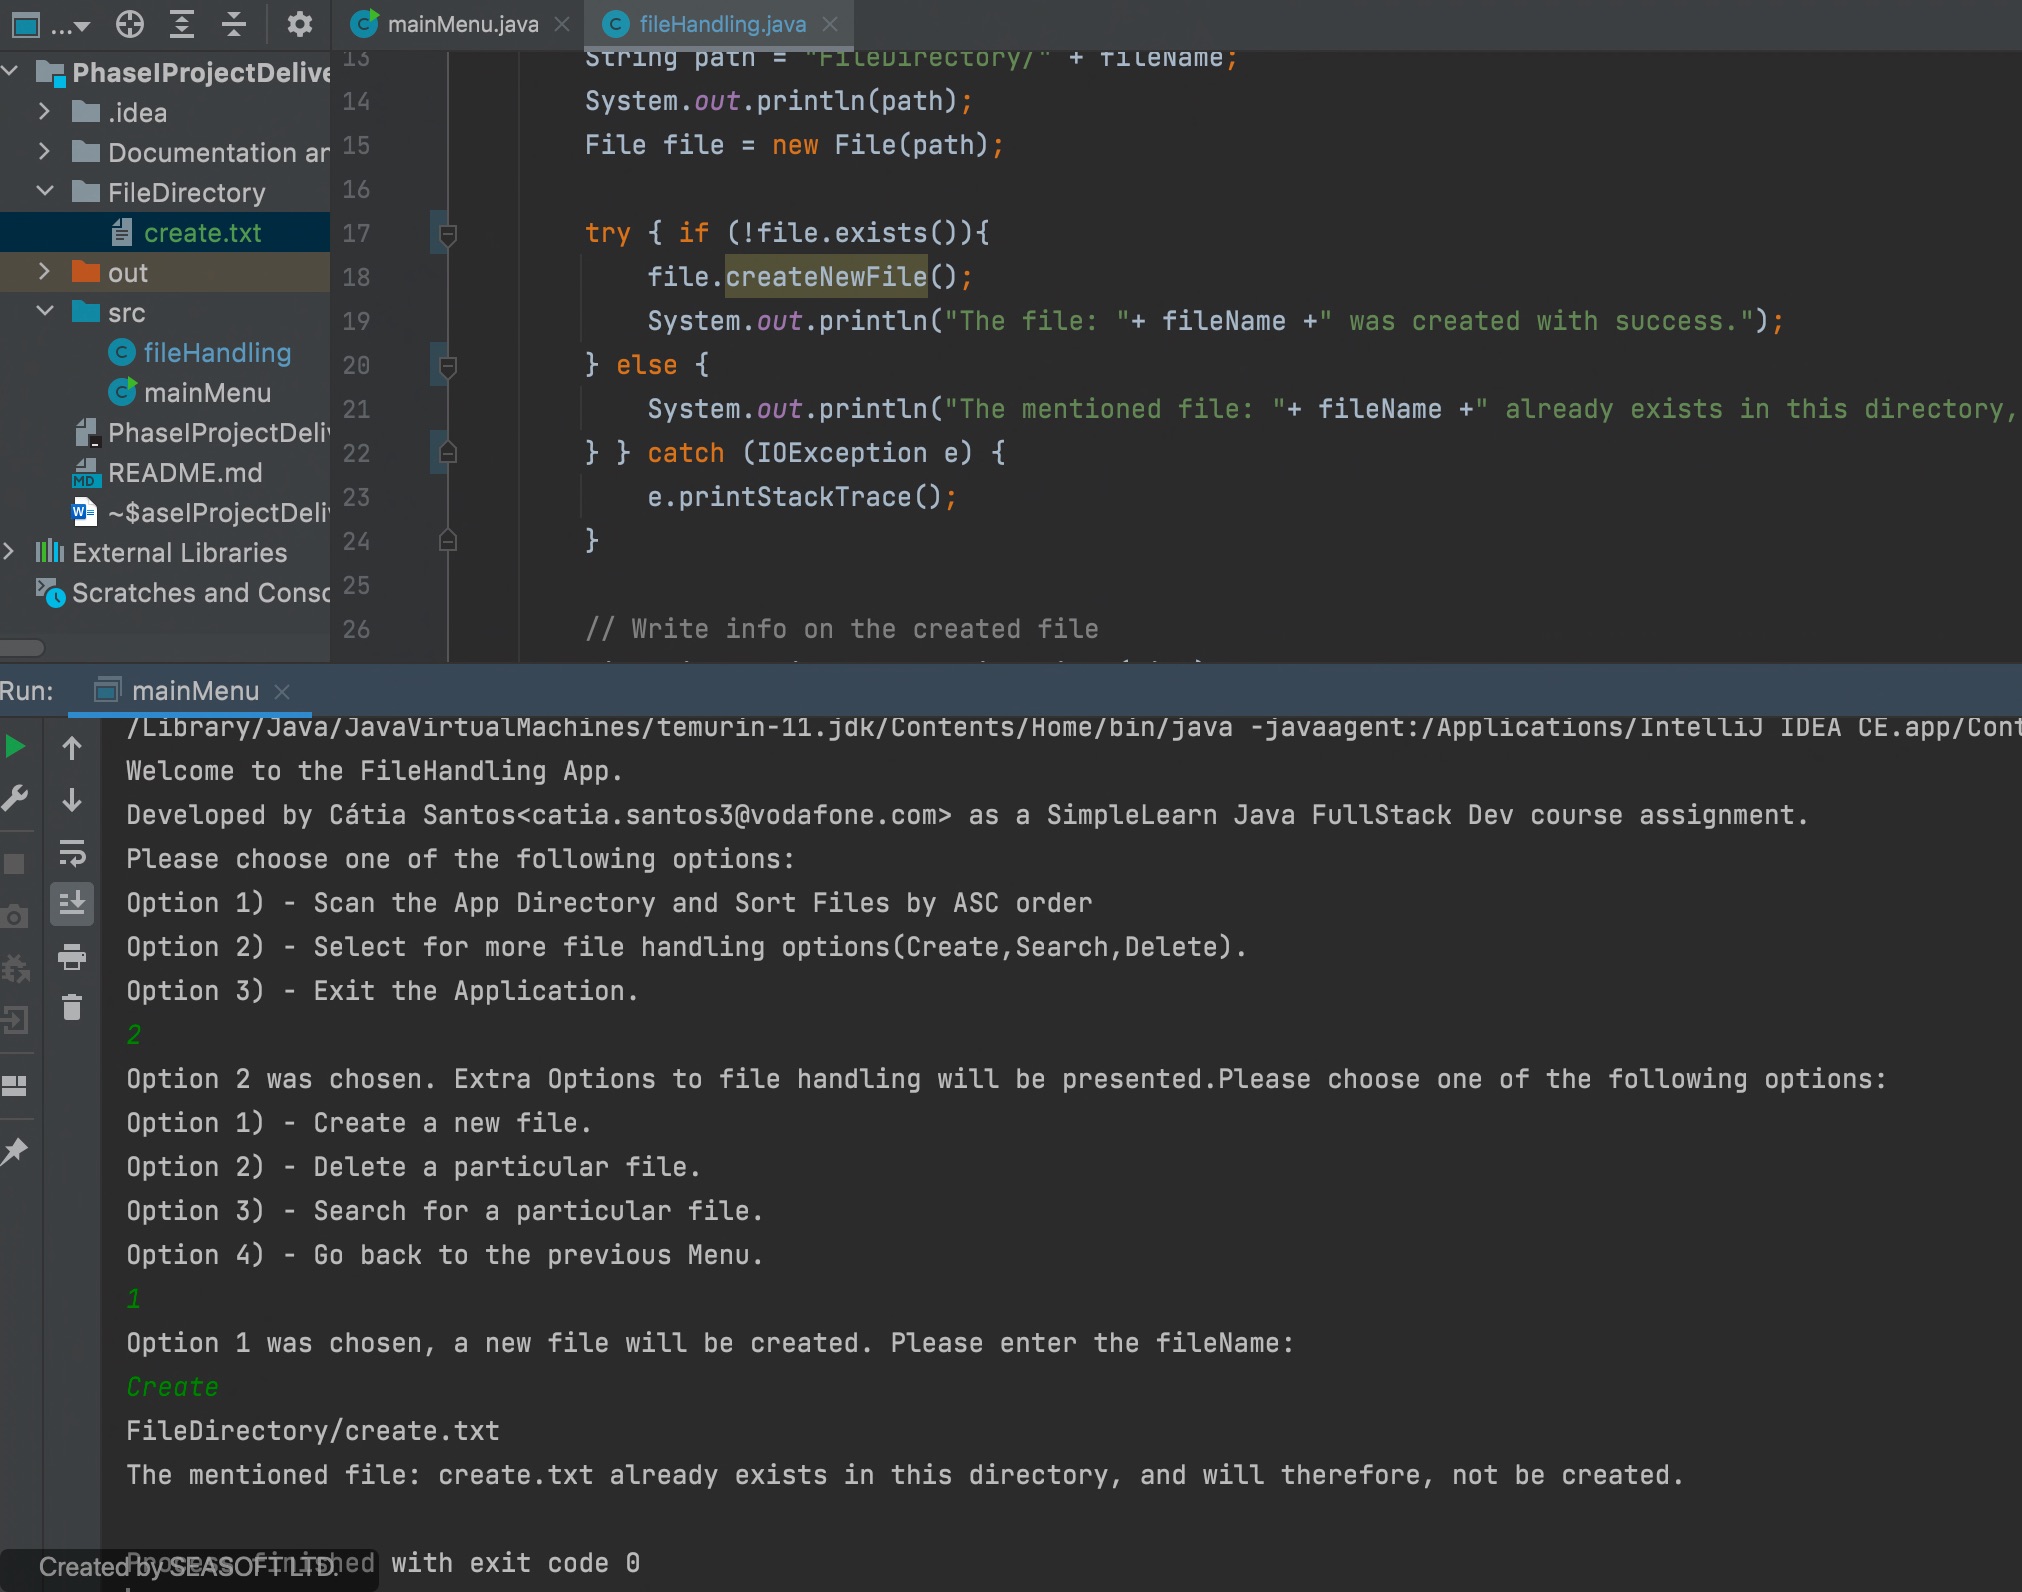 ...
mainMenu.java
fileHandling.java
PhaseIProjectDelive
.idea
Documentation an
FileDirectory
create.txt
out
src
fileHandling
mainMenu
PhaseIProjectDeliv
README.md
~$aseIProjectDeliv
External Libraries
Scratches and Consc
13 String path = "FileDirectory/" + fileName;
14 System.out.println(path);
15 File file = new File(path);
16
17 try { if (!file.exists()){
18 file.createNewFile();
19 System.out.println("The file: "+ fileName +" was created with success.");
20 } else {
21 System.out.println("The mentioned file: "+ fileName +" already exists in this directory,
22 } } catch (IOException e) {
23 e.printStackTrace();
24 }
25
26 // Write info on the created file
Run: mainMenu
/Library/Java/JavaVirtualMachines/temurin-11.jdk/Contents/Home/bin/java -javaagent:/Applications/IntelliJ IDEA CE.app/Cont
Welcome to the FileHandling App.
Developed by Cátia Santos<catia.santos3@vodafone.com> as a SimpleLearn Java FullStack Dev course assignment.
Please choose one of the following options:
Option 1) - Scan the App Directory and Sort Files by ASC order
Option 2) - Select for more file handling options(Create,Search,Delete).
Option 3) - Exit the Application.
2
Option 2 was chosen. Extra Options to file handling will be presented.Please choose one of the following options:
Option 1) - Create a new file.
Option 2) - Delete a particular file.
Option 3) - Search for a particular file.
Option 4) - Go back to the previous Menu.
1
Option 1 was chosen, a new file will be created. Please enter the fileName:
Create
FileDirectory/create.txt
The mentioned file: create.txt already exists in this directory, and will therefore, not be created.
Process finished with exit code 0
Created by SEASOFT LTD.